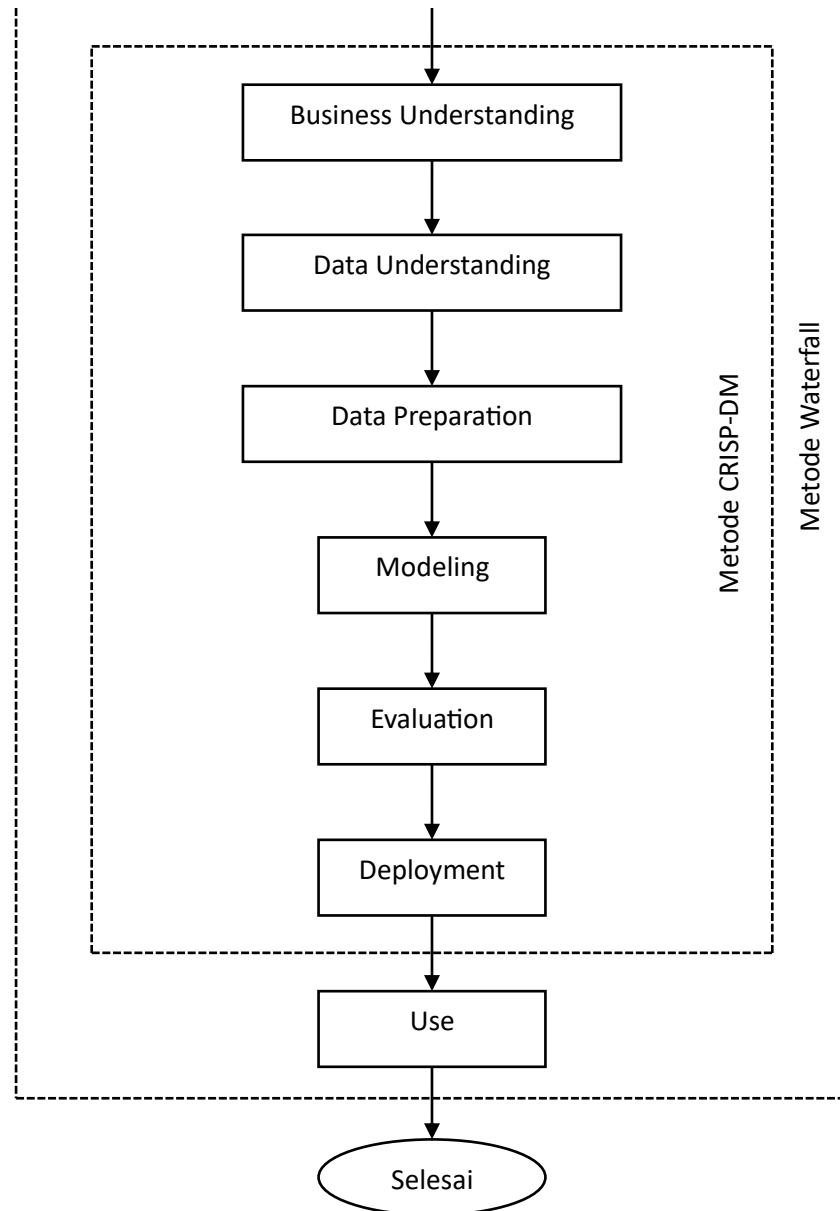 Business Understanding
Data Understanding
Data Preparation
Modeling
Evaluation
Deployment
Metode CRISP-DM
Metode Waterfall
Use
Selesai